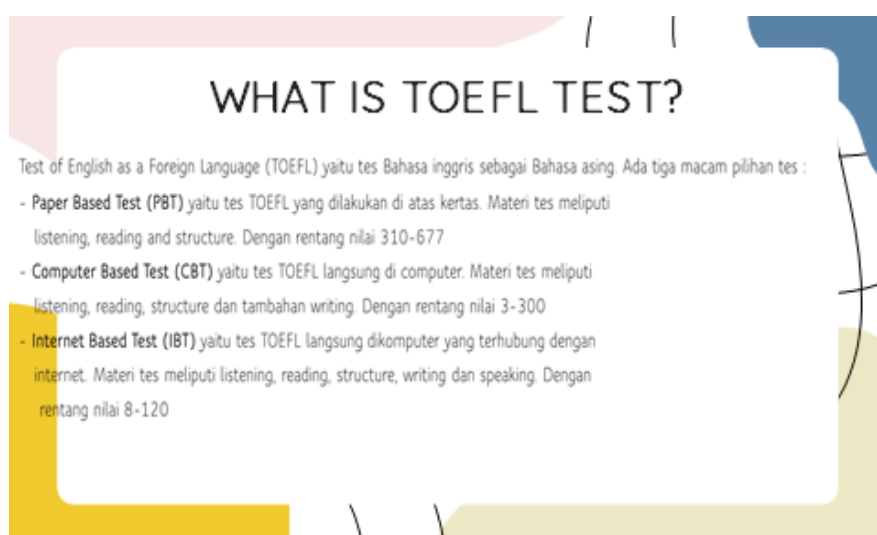 WHAT IS TOEFL TEST?
Test of English as a Foreign Language (TOEFL) yaitu tes Bahasa inggris sebagai Bahasa asing. Ada tiga macam pilihan tes :
- Paper Based Test (PBT) yaitu tes TOEFL yang dilakukan di atas kertas. Materi tes meliputi
listening, reading and structure. Dengan rentang nilai 310-677
- Computer Based Test (CBT) yaitu tes TOEFL langsung di computer. Materi tes meliputi
listening, reading, structure dan tambahan writing. Dengan rentang nilai 3-300
- Internet Based Test (IBT) yaitu tes TOEFL langsung dikomputer yang terhubung dengan
internet. Materi tes meliputi listening, reading, structure, writing dan speaking. Dengan
rentang nilai 8-120